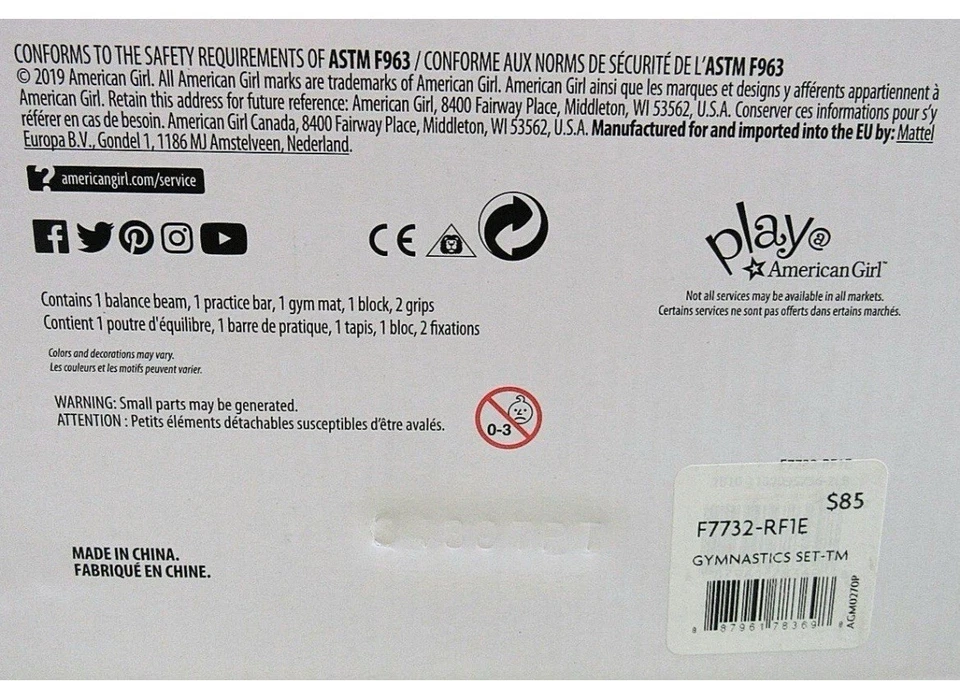 CONFORMS TO THE SAFETY REQUIREMENTS OF ASTM F963 / CONFORME AUX NORMS DE SÉCURITÉ DE L'ASTM F963
© 2019 American Girl. All American Girl marks are trademarks of American Girl. American Girl ainsi que les marques et designs y afférents appartiennent à
American Girl. Retain this address for future reference: American Girl, 8400 Fairway Place, Middleton, WI 53562, U.S.A. Conserver ces informations pour s'y
référer en cas de besoin. American Girl Canada, 8400 Fairway Place, Middleton, WI 53562, U.S.A. Manufactured for and imported into the EU by: Mattel
Europa B.V., Gondel 1, 1186 MJ Amstelveen, Nederland.
? americangirl.com/service
CE
play@
American Girl™
Not all services may be available in all markets.
Certains services ne sont pas offerts dans ertains marchés.
Contains 1 balance beam, 1 practice bar, 1 gym mat, 1 block, 2 grips
Contient 1 poutre d'équilibre, 1 barre de pratique, 1 tapis, 1 bloc, 2 fixations
Colors and decorations may vary.
Les couleurs et les motifs peuvent varier.
WARNING: Small parts may be generated.
ATTENTION : Petits éléments détachables susceptibles d'être avalés.
0-3
MADE IN CHINA.
FABRIQUÉ EN CHINE.
$85
F7732-RF1E
GYMNASTICS SET-TM
8 87961 78369 8
AGM0270P